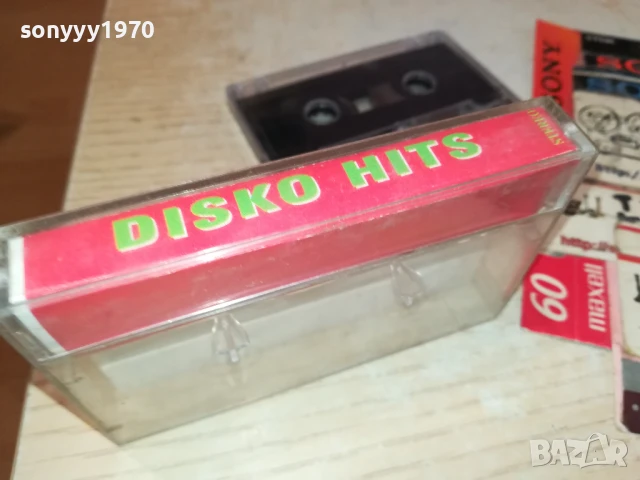 sonyyy1970
DISKO HITS
STEREO
SONY
60
maxell
BAZAR